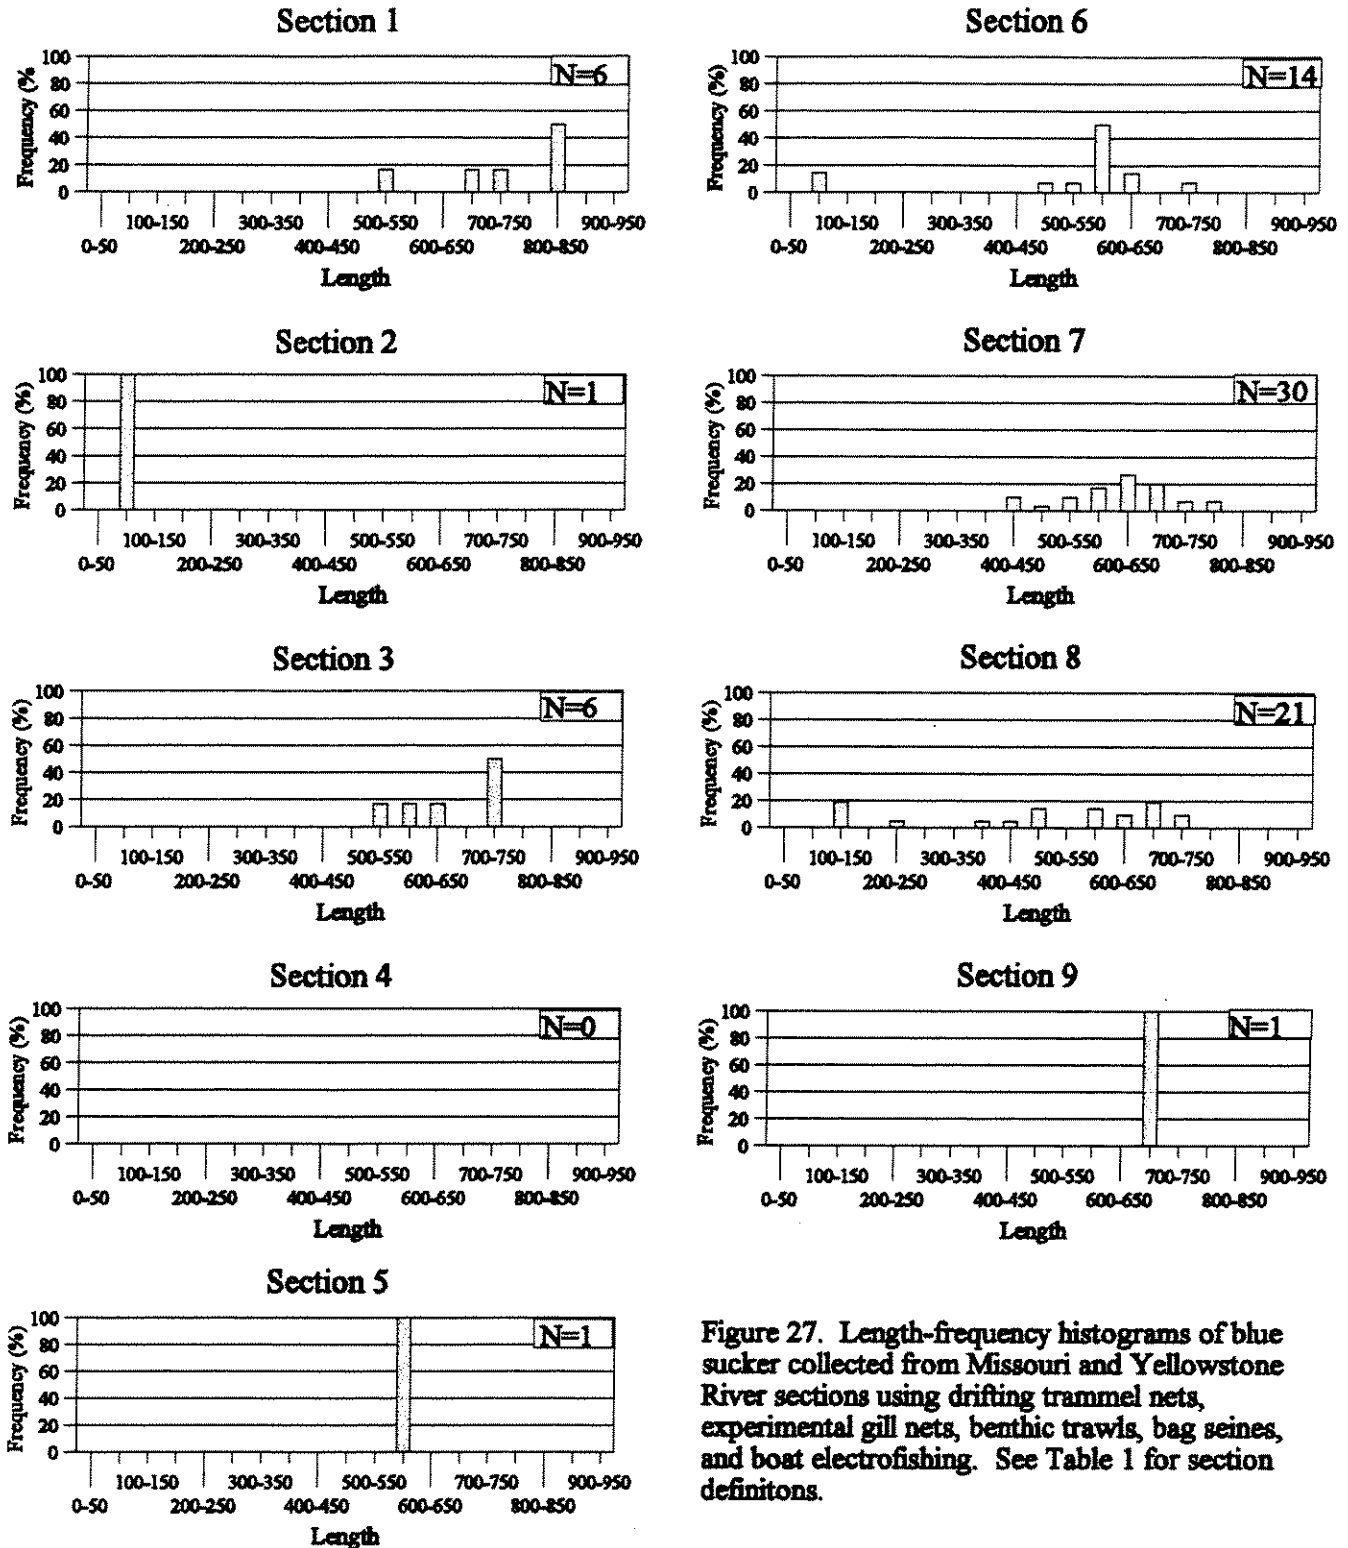 Section 1
Frequency (%
100
80
60
40
20
0
N=6
100-150 300-350 500-550 700-750 900-950
0-50 200-250 400-450 600-650 800-850
Length
Section 2
Frequency (%)
100
80
60
40
20
0
N=1
100-150 300-350 500-550 700-750 900-950
0-50 200-250 400-450 600-650 800-850
Length
Section 3
Frequency (%)
100
80
60
40
20
0
N=6
100-150 300-350 500-550 700-750 900-950
0-50 200-250 400-450 600-650 800-850
Length
Section 4
Frequency (%)
100
80
60
40
20
0
N=0
100-150 300-350 500-550 700-750 900-950
0-50 200-250 400-450 600-650 800-850
Length
Section 5
Frequency (%)
100
80
60
40
20
0
N=1
100-150 300-350 500-550 700-750 900-950
0-50 200-250 400-450 600-650 800-850
Length
Section 6
Frequency (%)
100
80
60
40
20
0
N=14
100-150 300-350 500-550 700-750 900-950
0-50 200-250 400-450 600-650 800-850
Length
Section 7
Frequency (%)
100
80
60
40
20
0
N=30
100-150 300-350 500-550 700-750 900-950
0-50 200-250 400-450 600-650 800-850
Length
Section 8
Frequency (%)
100
80
60
40
20
0
N=21
100-150 300-350 500-550 700-750 900-950
0-50 200-250 400-450 600-650 800-850
Length
Section 9
Frequency (%)
100
80
60
40
20
0
N=1
100-150 300-350 500-550 700-750 900-950
0-50 200-250 400-450 600-650 800-850
Length
Figure 27. Length-frequency histograms of blue
sucker collected from Missouri and Yellowstone
River sections using drifting trammel nets,
experimental gill nets, benthic trawls, bag seines,
and boat electrofishing. See Table 1 for section
definitons.